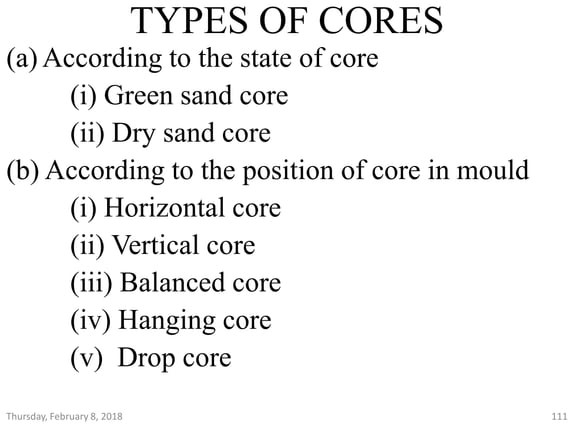 TYPES OF CORES
(a) According to the state of core
(i) Green sand core
(ii) Dry sand core
(b) According to the position of core in mould
(i) Horizontal core
(ii) Vertical core
(iii) Balanced core
(iv) Hanging core
(v) Drop core
Thursday, February 8, 2018 111